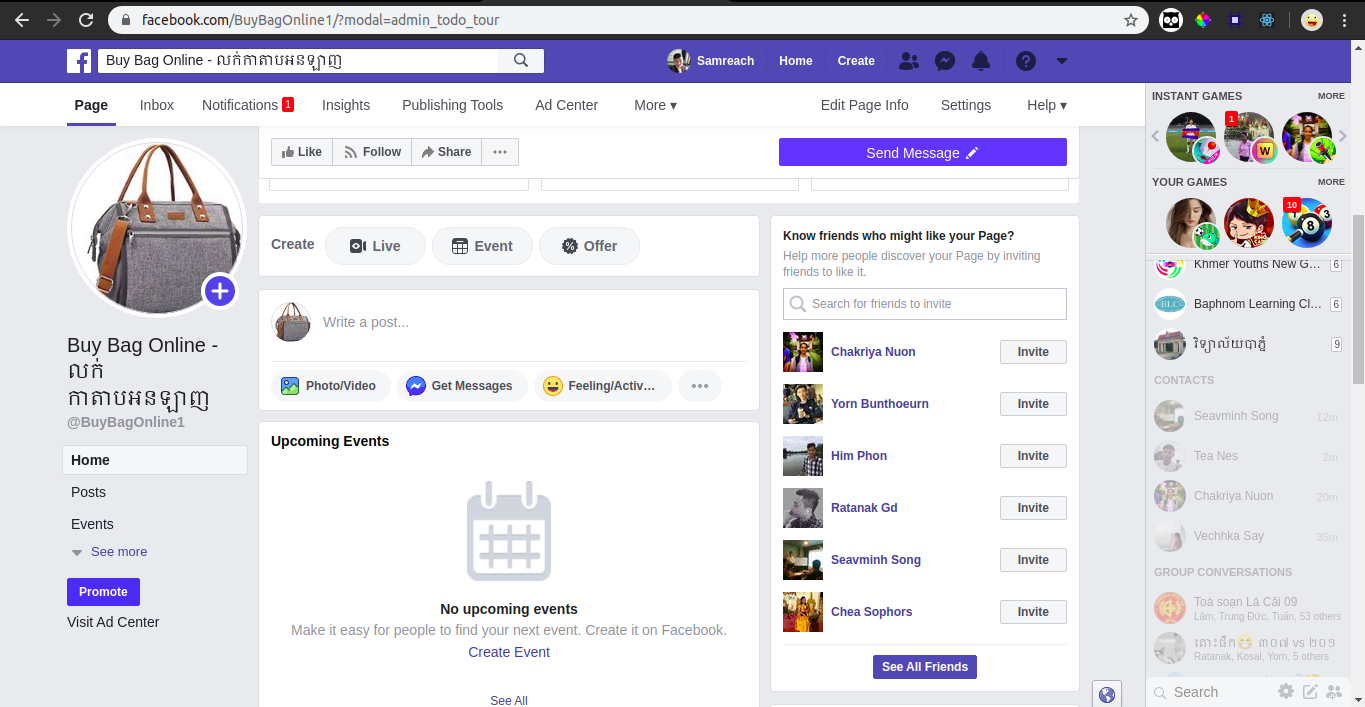 facebook.com/BuyBagOnline1/?modal=admin_todo_tour
Buy Bag Online - លក់កាតាបអនឡាញ
Samreach
Home
Create
Page
Inbox
Notifications 1
Insights
Publishing Tools
Ad Center
More
Edit Page Info
Settings
Help
Like
Follow
Share
Send Message
Buy Bag Online -
លក់
កាតាបអនឡាញ
@BuyBagOnline1
Home
Posts
Events
See more
Promote
Visit Ad Center
Create
Live
Event
Offer
Write a post...
Photo/Video
Get Messages
Feeling/Activ...
Upcoming Events
No upcoming events
Make it easy for people to find your next event. Create it on Facebook.
Create Event
See All
Know friends who might like your Page?
Help more people discover your Page by inviting
friends to like it.
Search for friends to invite
Chakriya Nuon Invite
Yorn Bunthoeurn Invite
Him Phon Invite
Ratanak Gd Invite
Seavminh Song Invite
Chea Sophors Invite
See All Friends
INSTANT GAMES MORE
1
W
YOUR GAMES MORE
10
8
3
Khmer Youths New G... 6
BLC
Baphnom Learning Cl... 6
វិទ្យាល័យបាភ្នំ 9
CONTACTS
Seavminh Song 12m
Tea Nes 2m
Chakriya Nuon 20m
Vechhka Say 35m
GROUP CONVERSATIONS
Toà soạn Lá Cải 09
Lâm, Trung Đức, Tuấn, 53 others
កោះធឹក ៣០៧ vs ២០១
Ratanak, Kosal, Yom, 5 others
Search